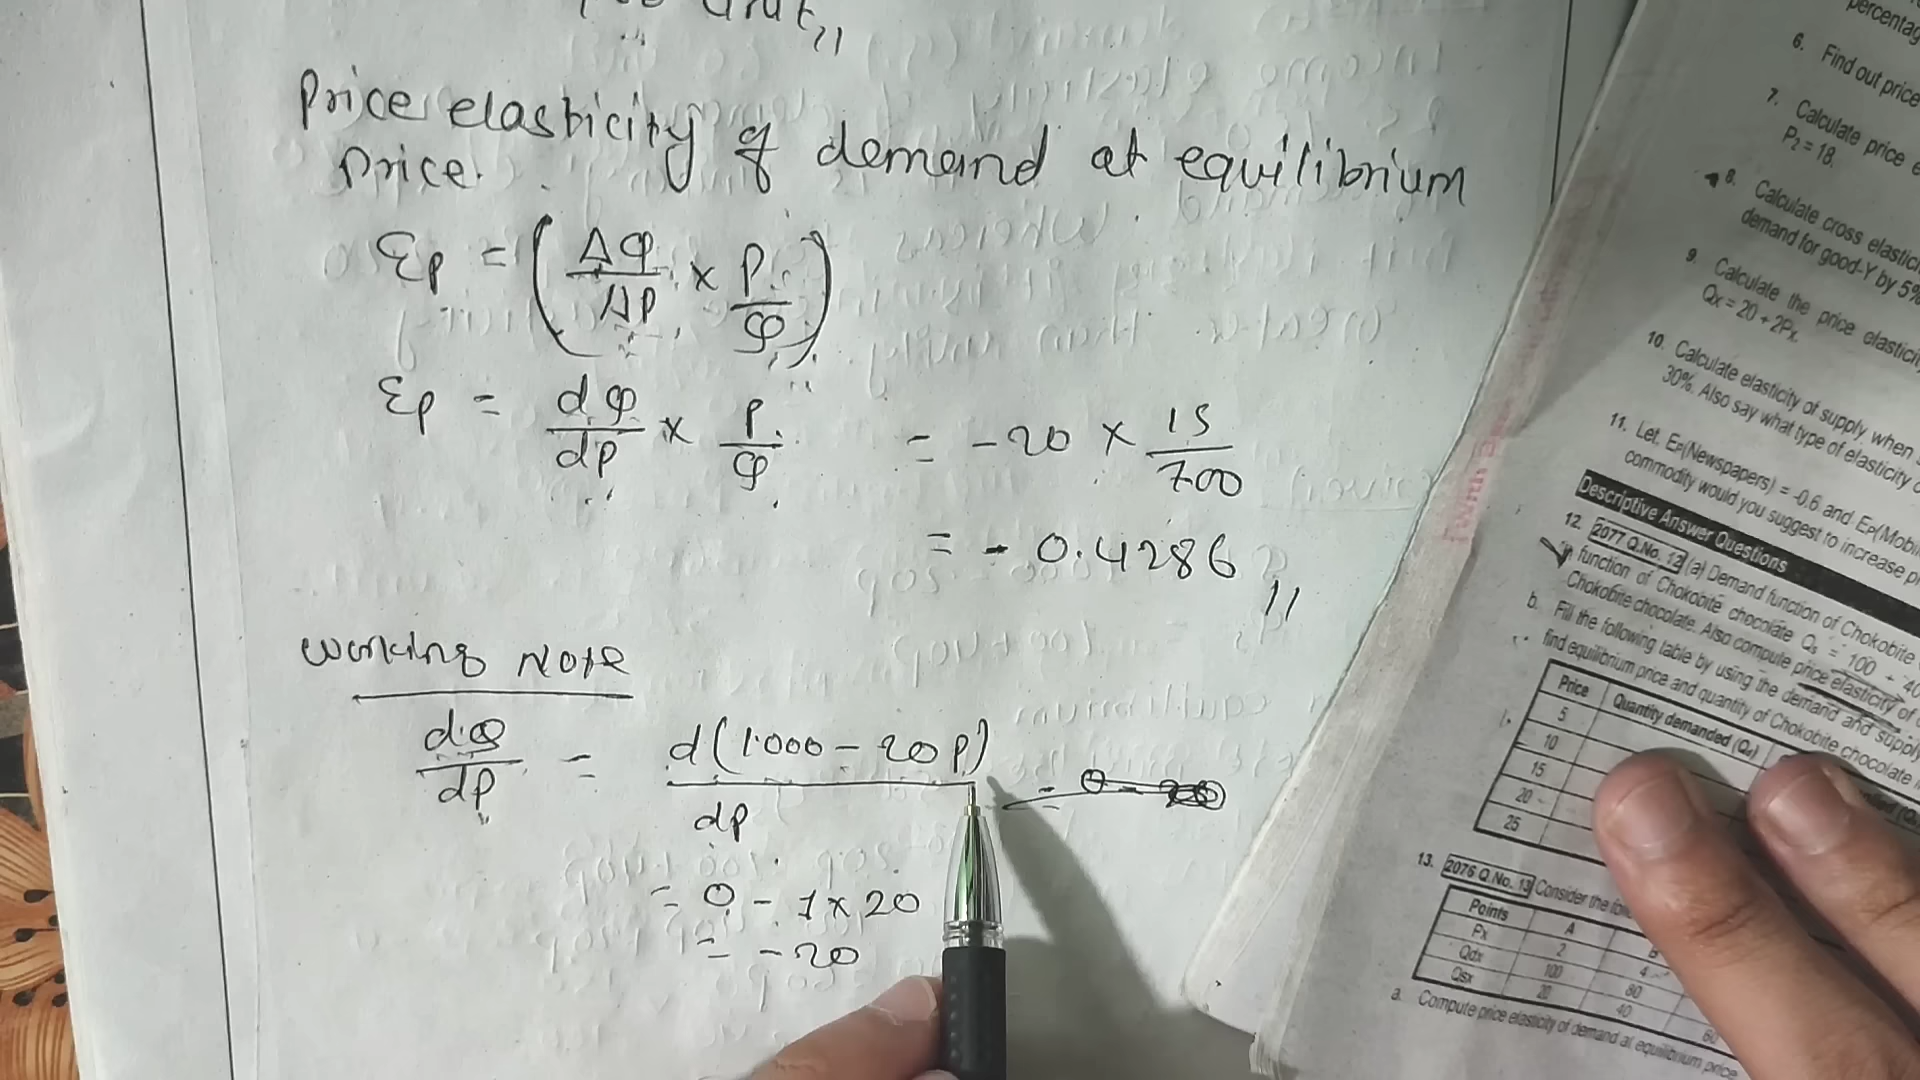 Price elasticity of demand at equilibrium
price.
Ep = (ΔQ/ΔP × P/Q)
Ep = dQ/dP × P/Q = -20 × 15/700
= - 0.4286
Working Note
dQ/dP = d(1000 - 20P)/dP
= 0 - 1×20
= -20
percentag
6. Find out price
7. Calculate price e
P₂ = 18.
8. Calculate cross elastici
demand for good-Y by 5%
9. Calculate the price elasticity
Qx = 20 + 2Px.
10. Calculate elasticity of supply, when
30%. Also say what type of elasticity o
11. Let, EP(Newspapers) = -0.6 and EP(Mobil
commodity would you suggest to increase p
Descriptive Answer Questions
12. 2077 Q.No. 12 (a) Demand function of Chokobite
function of Chokobite chocolate Qs = 100 + 40
Chokobite chocolate. Also compute price elasticity of d
b. Fill the following table by using the demand and supply
find equilibrium price and quantity of Chokobite chocolate
Price Quantity demanded (Qd)
5
10
15
20
25
13. 2076 Q.No. 13 Consider the foll
Points A B
Px 2 4
Qdx 100 80
Qsx 20 40 60
a. Compute price elasticity of demand at equilibrium price